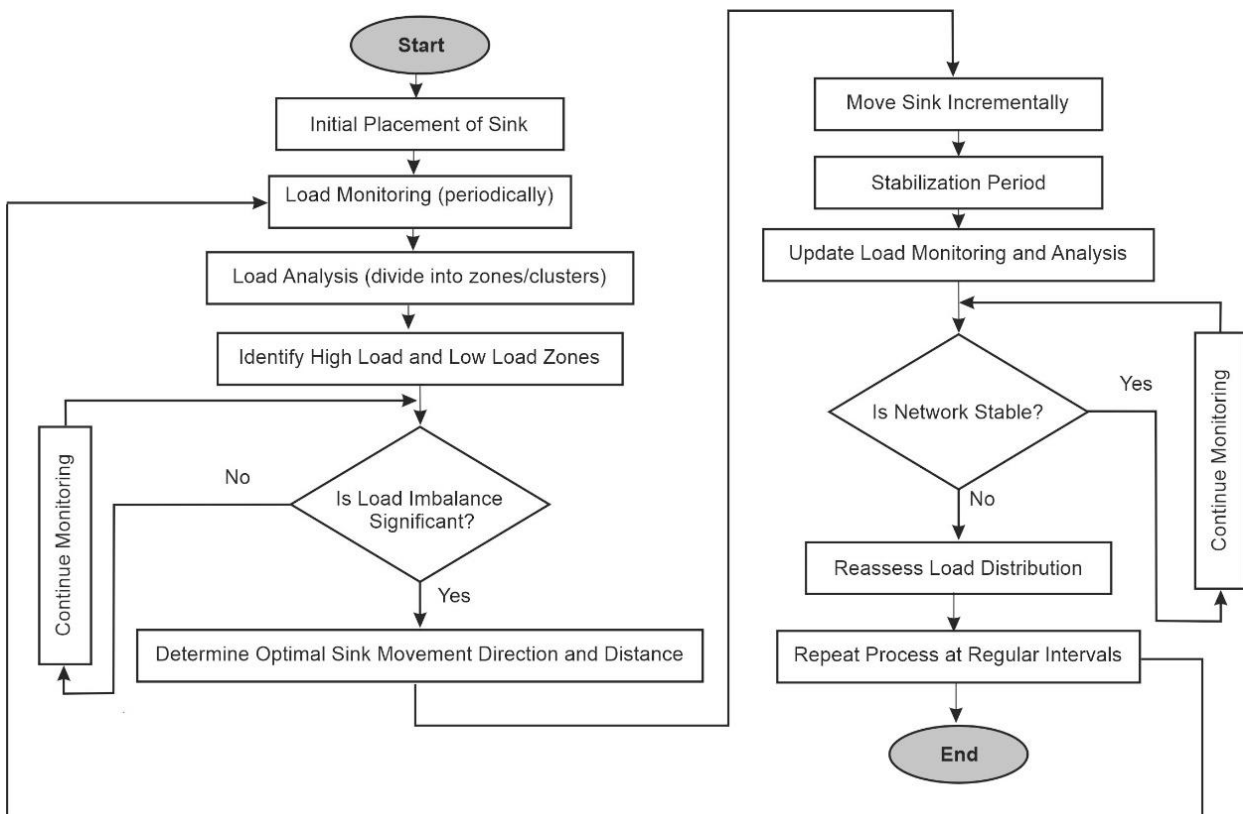 Start
Initial Placement of Sink
Load Monitoring (periodically)
Load Analysis (divide into zones/clusters)
Identify High Load and Low Load Zones
Continue Monitoring
No
Is Load Imbalance
Significant?
Yes
Determine Optimal Sink Movement Direction and Distance
Move Sink Incrementally
Stabilization Period
Update Load Monitoring and Analysis
Is Network Stable?
Yes
Continue Monitoring
No
Reassess Load Distribution
Repeat Process at Regular Intervals
End